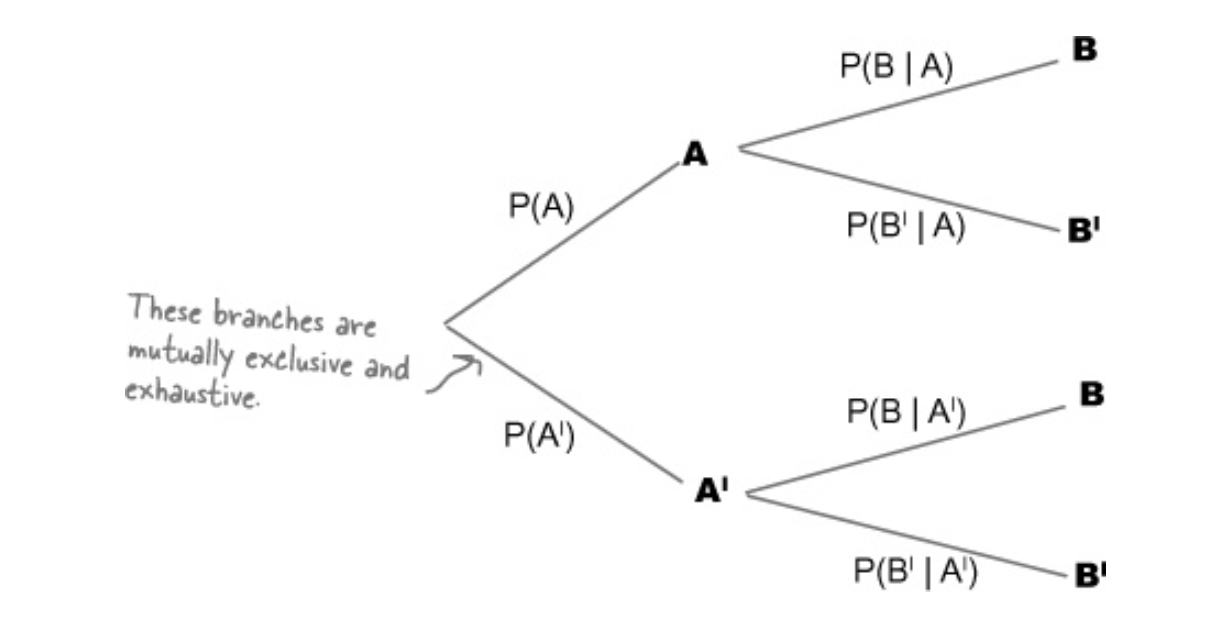 B
P(B | A)
A
P(A)
P(B' | A)
B'
These branches are
mutually exclusive and
exhaustive.
B
P(B | A')
P(A')
A'
P(B' | A')
B'